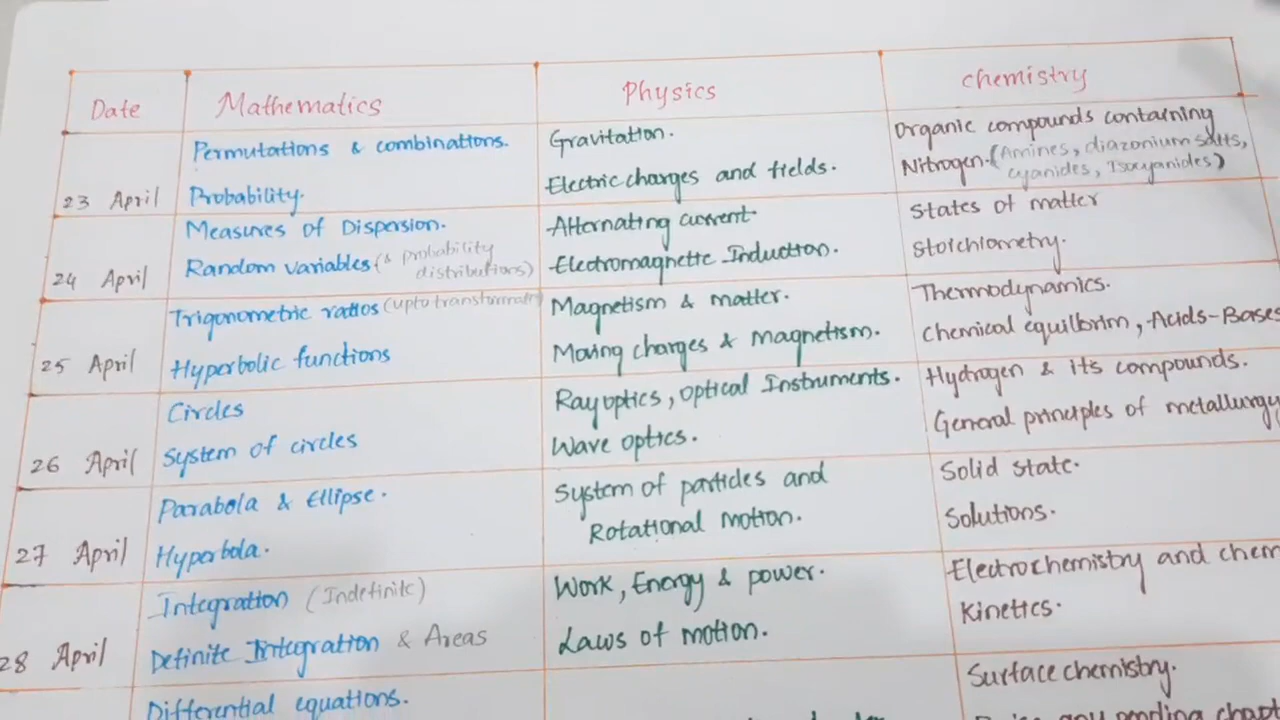 Date Mathematics Physics chemistry
23 April
Permutations & combinations.
Probability.
Gravitation.
Electric charges and fields.
Organic compounds containing
Nitrogen. (Amines, diazonium salts,
cyanides, Isocyanides)
24 April
Measures of Dispersion.
Random variables (& probability
distributions)
Alternating current.
Electromagnetic Induction.
States of matter
Stoichiometry.
25 April
Trigonometric ratios (upto
Hyperbolic functions
Magnetism & matter.
Moving charges & Magnetism.
Thermodynamics.
Chemical equilbrim, Acids-Bases
26 April
Circles
System of circles
Ray optics, optical Instruments.
Wave optics.
Hydrogen & its compounds.
General principles of metallurgy
27 April
Parabola & Ellipse.
Hyperbola.
System of particles and
Rotational motion.
Solid state.
Solutions.
28 April
Integration (Indefinite)
Definite Integration & Areas
Work, Energy & power.
Laws of motion.
Electrochemistry and chem
Kinetics.
Differential equations.
Surface chemistry.
any pending